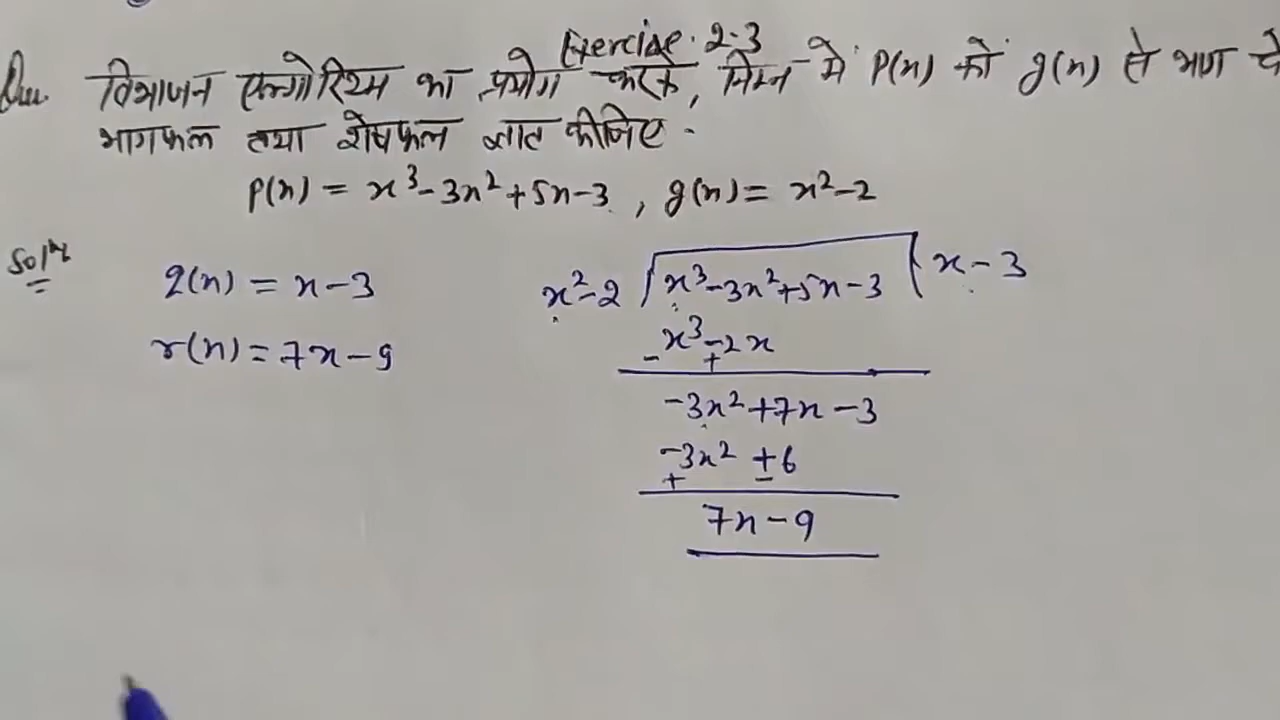 Exercise. 2.3
Que. विभाजन एल्गोरिथ्म का प्रयोग करके, निम्न में P(x) को g(x) से भाग दे
भागफल तथा शेषफल ज्ञात कीजिए.
P(x) = x³-3x²+5x-3, g(x) = x²-2
Solⁿ
q(x) = x-3
r(x) = 7x-9
x²-2 ) x³-3x²+5x-3 ( x-3
x³-2x
- +
-3x²+7x-3
-3x² +6
+ -
7x-9